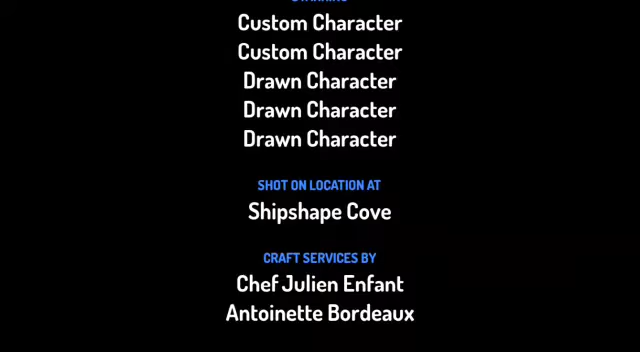 Custom Character
Custom Character
Drawn Character
Drawn Character
Drawn Character
SHOT ON LOCATION AT
Shipshape Cove
CRAFT SERVICES BY
Chef Julien Enfant
Antoinette Bordeaux